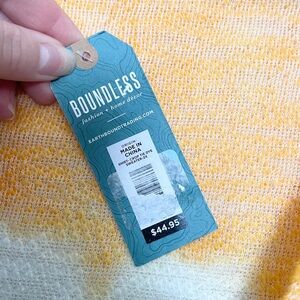 BOUNDLESS
fashion + home decor
EARTHBOUNDTRADING.COM
MADE IN
CHINA
$44.95